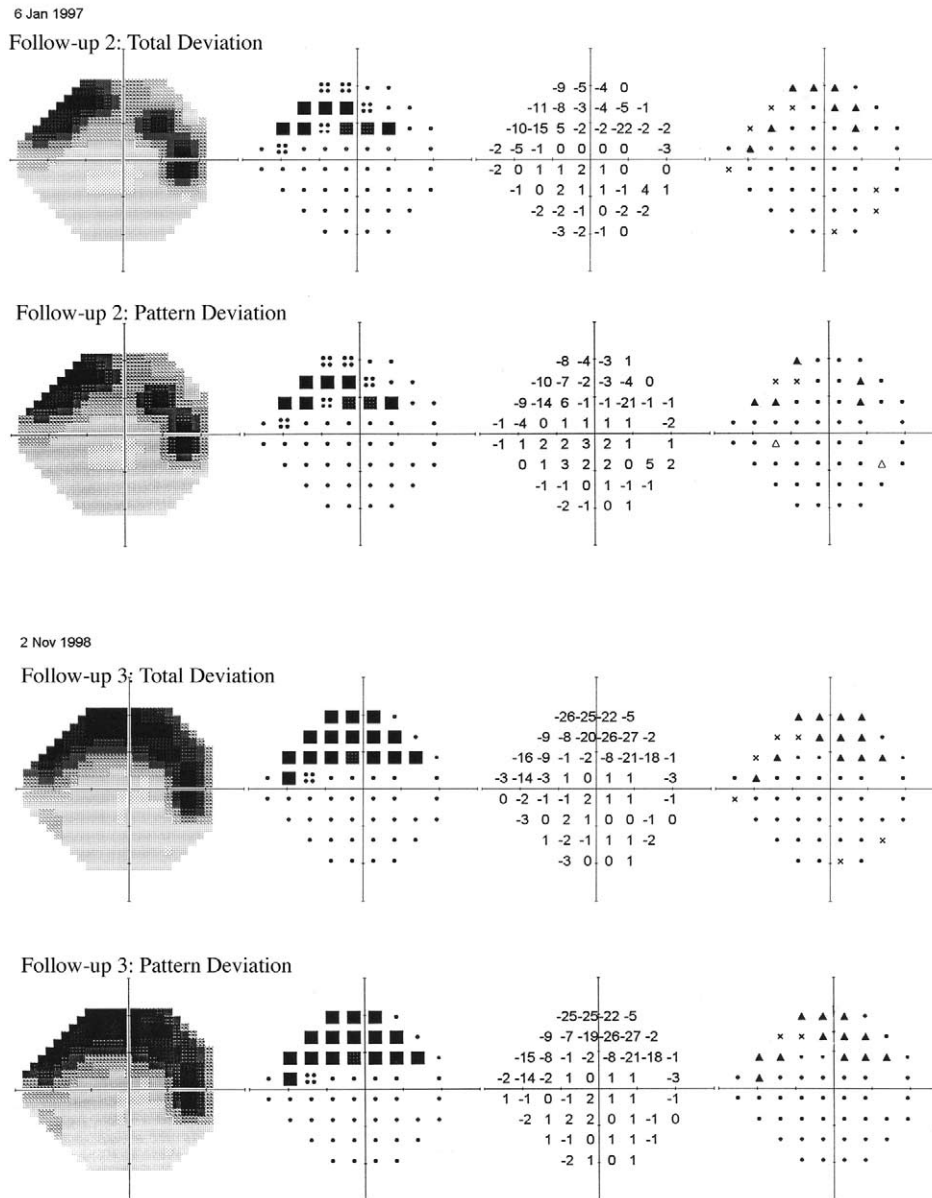 6 Jan 1997
Follow-up 2: Total Deviation
-9 -5 -4 0
-11 -8 -3 -4 -5 -1
-10 -15 5 -2 -2 -22 -2 -2
-2 -5 -1 0 0 0 0 -3
-2 0 1 1 2 1 0 0
-1 0 2 1 1 -1 4 1
-2 -2 -1 0 -2 -2
-3 -2 -1 0
Follow-up 2: Pattern Deviation
-8 -4 -3 1
-10 -7 -2 -3 -4 0
-9 -14 6 -1 -1 -21 -1 -1
-1 -4 0 1 1 1 1 -2
-1 1 2 2 3 2 1 1
0 1 3 2 2 0 5 2
-1 -1 0 1 -1 -1
-2 -1 0 1
2 Nov 1998
Follow-up 3: Total Deviation
-26 -25 -22 -5
-9 -8 -20 -26 -27 -2
-16 -9 -1 -2 -8 -21 -18 -1
-3 -14 -3 1 0 1 1 -3
0 -2 -1 -1 2 1 1 -1
-3 0 2 1 0 0 -1 0
1 -2 -1 1 1 -2
-3 0 0 1
Follow-up 3: Pattern Deviation
-25 -25 -22 -5
-9 -7 -19 -26 -27 -2
-15 -8 -1 -2 -8 -21 -18 -1
-2 -14 -2 1 0 1 1 -3
1 -1 0 -1 2 1 1 -1
-2 1 2 2 0 1 -1 0
1 -1 0 1 1 -1
-2 1 0 1